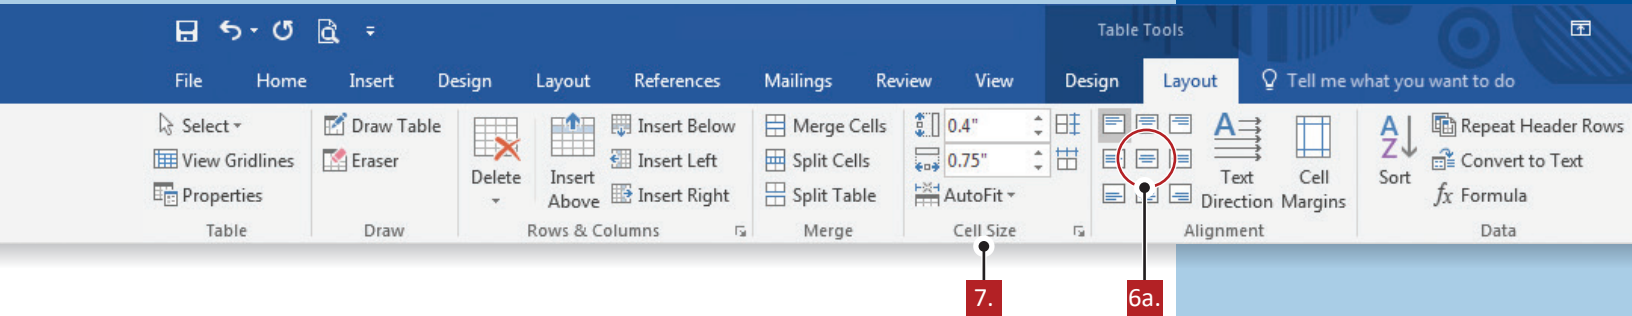 Table Tools
File Home Insert Design Layout References Mailings Review View Design Layout Tell me what you want to do
Select Draw Table Insert Below Merge Cells 0.4" Repeat Header Rows
View Gridlines Eraser Insert Left Split Cells 0.75" Convert to Text
Delete Insert Text Cell Sort
Properties Above Insert Right Split Table AutoFit Direction Margins fx Formula
Table Draw Rows & Columns Merge Cell Size Alignment Data
7. 6a.